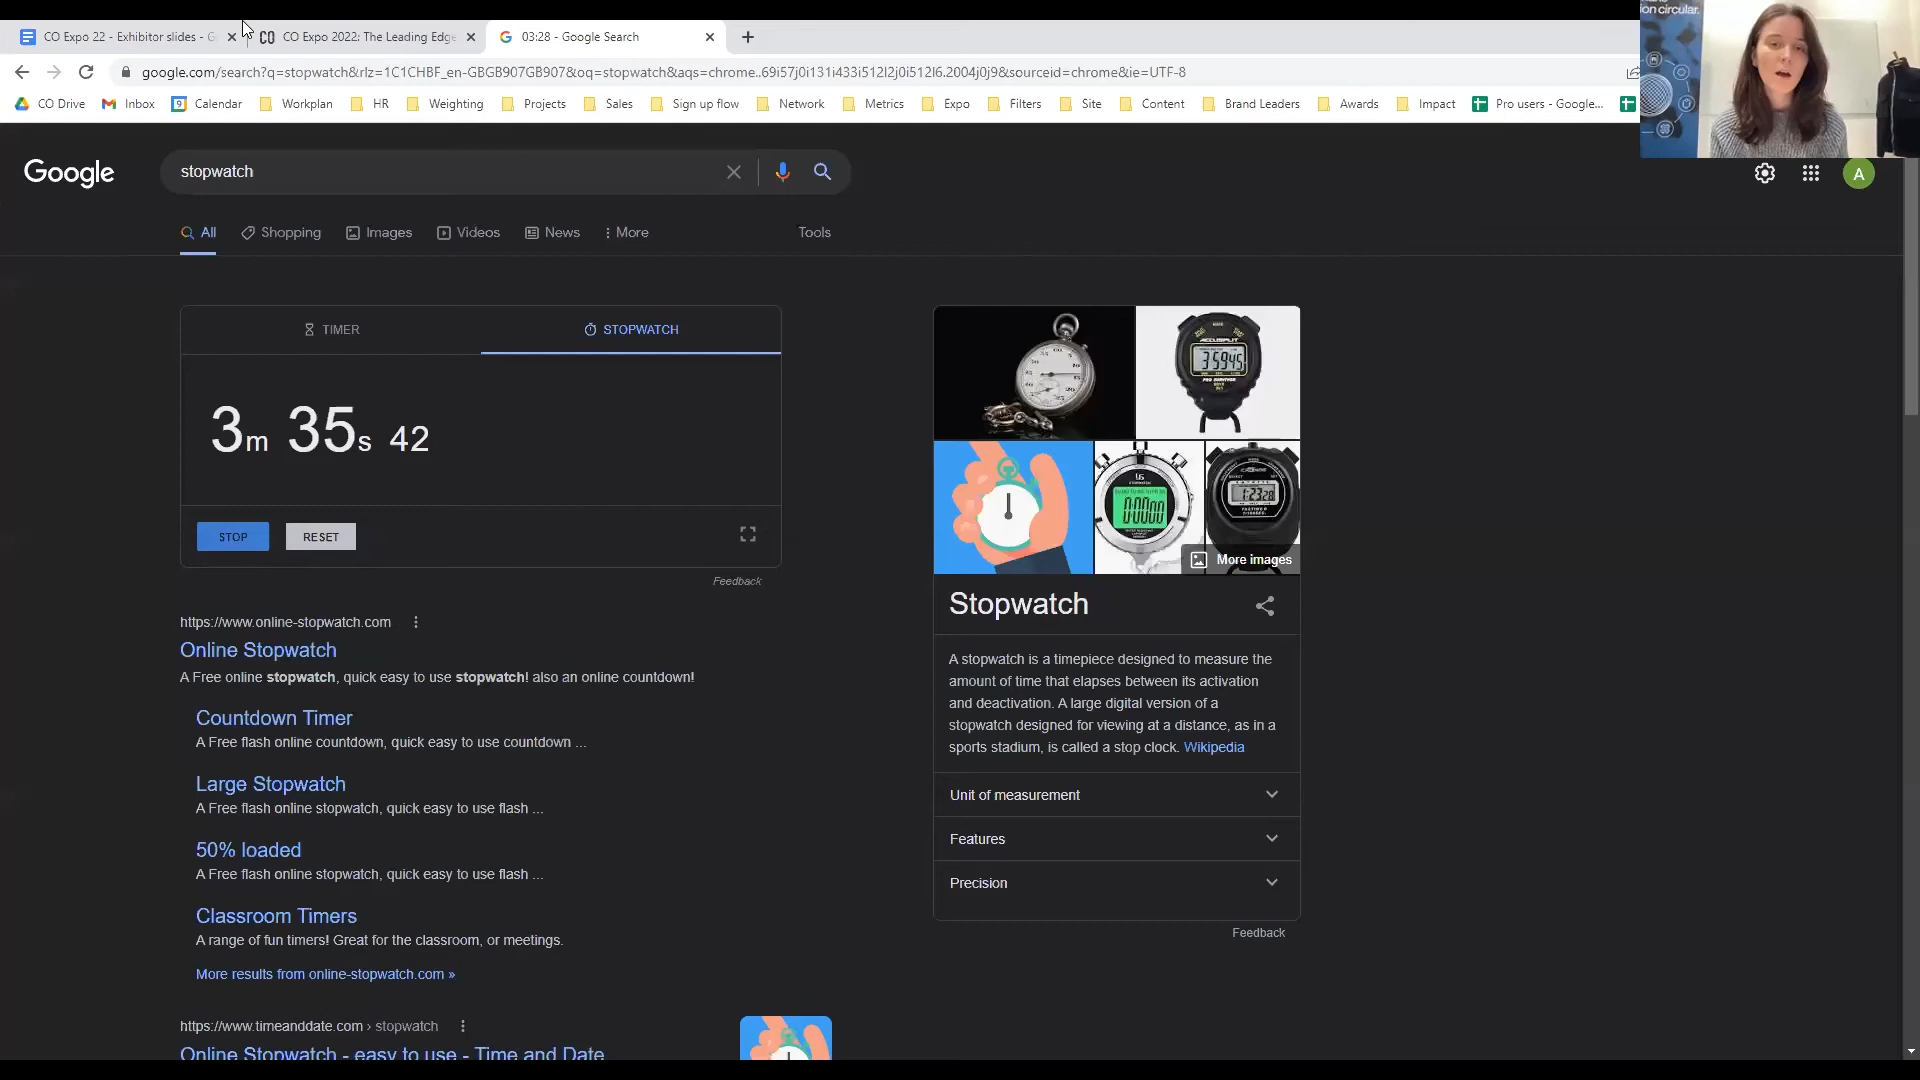 CO Expo 22 - Exhibitor slides - G
CO Expo 2022: The Leading Edge
03:28 - Google Search
google.com/search?q=stopwatch&rlz=1C1CHBF_en-GBGB907GB907&oq=stopwatch&aqs=chrome..69i57j0i131i433i512l2j0i512l6.2004j0j9&sourceid=chrome&ie=UTF-8
CO Drive
Inbox
Calendar
Workplan
HR
Weighting
Projects
Sales
Sign up flow
Network
Metrics
Expo
Filters
Site
Content
Brand Leaders
Awards
Impact
Pro users - Google...
ion circular.
Google
stopwatch
A
All
Shopping
Images
Videos
News
More
Tools
TIMER
STOPWATCH
3m 35s 42
STOP
RESET
Feedback
https://www.online-stopwatch.com
Online Stopwatch
A Free online stopwatch, quick easy to use stopwatch! also an online countdown!
Countdown Timer
A Free flash online countdown, quick easy to use countdown ...
Large Stopwatch
A Free flash online stopwatch, quick easy to use flash ...
50% loaded
A Free flash online stopwatch, quick easy to use flash ...
Classroom Timers
A range of fun timers! Great for the classroom, or meetings.
More results from online-stopwatch.com »
https://www.timeanddate.com › stopwatch
Online Stopwatch - easy to use - Time and Date
ACCUSPLIT
35945
0:00:00
1:23 28
More images
Stopwatch
A stopwatch is a timepiece designed to measure the
amount of time that elapses between its activation
and deactivation. A large digital version of a
stopwatch designed for viewing at a distance, as in a
sports stadium, is called a stop clock. Wikipedia
Unit of measurement
Features
Precision
Feedback